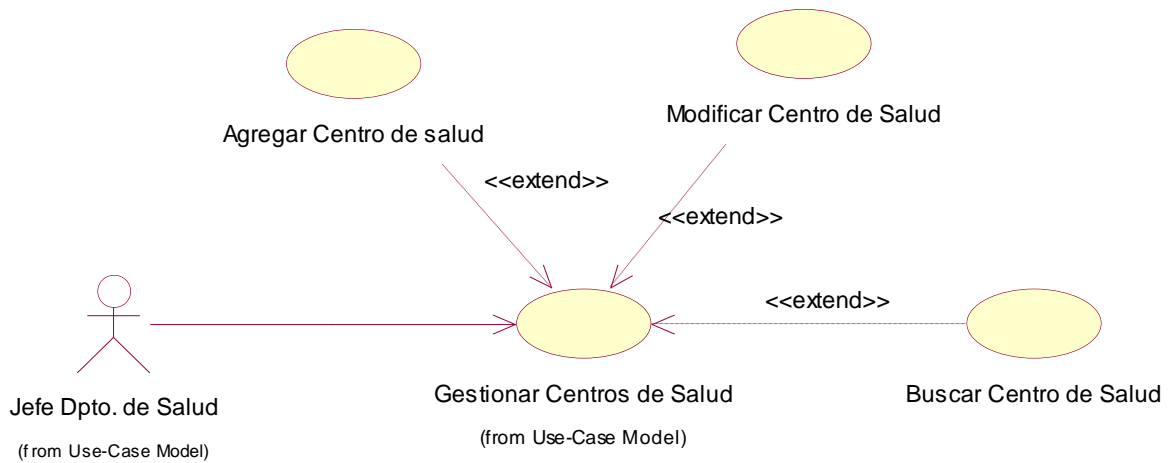 Modificar Centro de Salud
Agregar Centro de salud
<<extend>>
<<extend>>
<<extend>>
Gestionar Centros de Salud
Buscar Centro de Salud
Jefe Dpto. de Salud
(from Use-Case Model)
(from Use-Case Model)